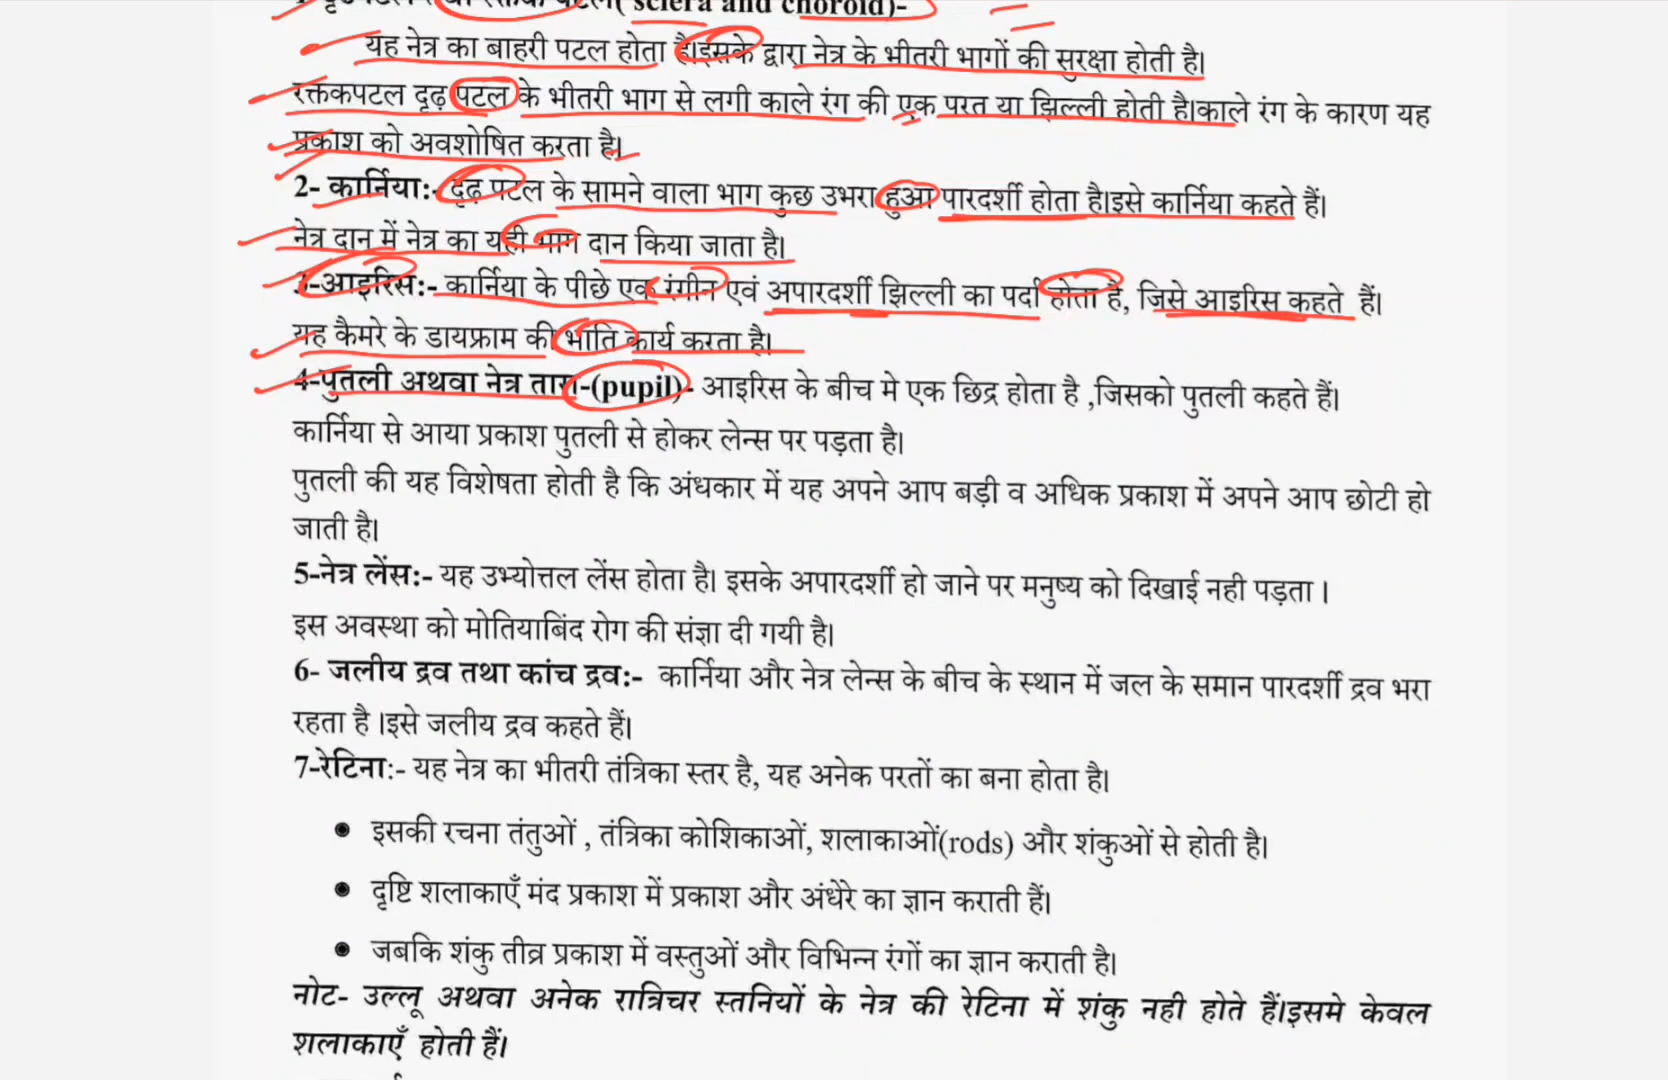 (sclera and choroid)-
यह नेत्र का बाहरी पटल होता है।इसके द्वारा नेत्र के भीतरी भागों की सुरक्षा होती है।
रक्तकपटल दृढ़ पटल के भीतरी भाग से लगी काले रंग की एक परत या झिल्ली होती है।काले रंग के कारण यह
प्रकाश को अवशोषित करता है।
2- कार्निया:- दृढ़ पटल के सामने वाला भाग कुछ उभरा हुआ पारदर्शी होता है।इसे कार्निया कहते हैं।
नेत्र दान में नेत्र का यही भाग दान किया जाता है।
3-आइरिस:- कार्निया के पीछे एक रंगीन एवं अपारदर्शी झिल्ली का पर्दा होता है, जिसे आइरिस कहते हैं।
यह कैमरे के डायफ्राम की भांति कार्य करता है।
4-पुतली अथवा नेत्र तारा-(pupil)- आइरिस के बीच मे एक छिद्र होता है ,जिसको पुतली कहते हैं।
कार्निया से आया प्रकाश पुतली से होकर लेन्स पर पड़ता है।
पुतली की यह विशेषता होती है कि अंधकार में यह अपने आप बड़ी व अधिक प्रकाश में अपने आप छोटी हो
जाती है।
5-नेत्र लेंस:- यह उभ्योत्तल लेंस होता है। इसके अपारदर्शी हो जाने पर मनुष्य को दिखाई नही पड़ता ।
इस अवस्था को मोतियाबिंद रोग की संज्ञा दी गयी है।
6- जलीय द्रव तथा कांच द्रव:- कार्निया और नेत्र लेन्स के बीच के स्थान में जल के समान पारदर्शी द्रव भरा
रहता है ।इसे जलीय द्रव कहते हैं।
7-रेटिना:- यह नेत्र का भीतरी तंत्रिका स्तर है, यह अनेक परतों का बना होता है।
● इसकी रचना तंतुओं , तंत्रिका कोशिकाओं, शलाकाओं(rods) और शंकुओं से होती है।
● दृष्टि शलाकाएँ मंद प्रकाश में प्रकाश और अंधेरे का ज्ञान कराती हैं।
● जबकि शंकु तीव्र प्रकाश में वस्तुओं और विभिन्न रंगों का ज्ञान कराती है।
नोट- उल्लू अथवा अनेक रात्रिचर स्तनियों के नेत्र की रेटिना में शंकु नही होते हैं।इसमे केवल
शलाकाएँ होती हैं।